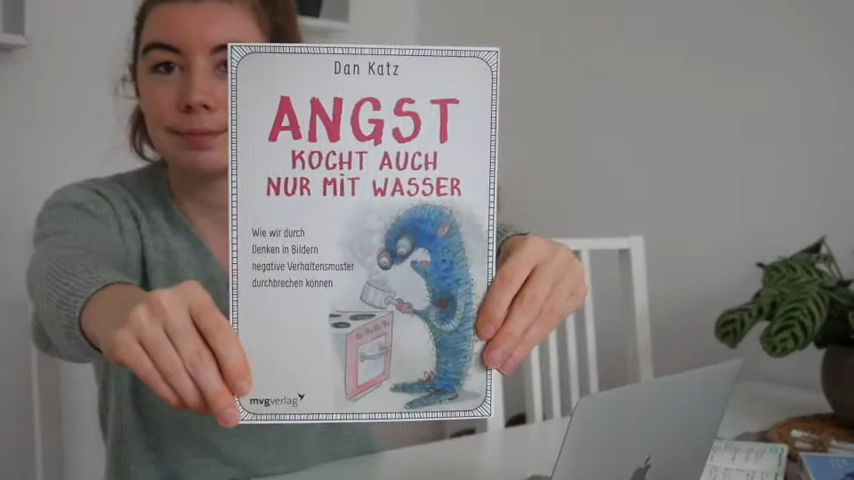 Dan Katz
ANGST
KOCHT AUCH
NUR MIT WASSER
Wie wir durch
Denken in Bildern
negative Verhaltensmuster
durchbrechen können
mvgverlag